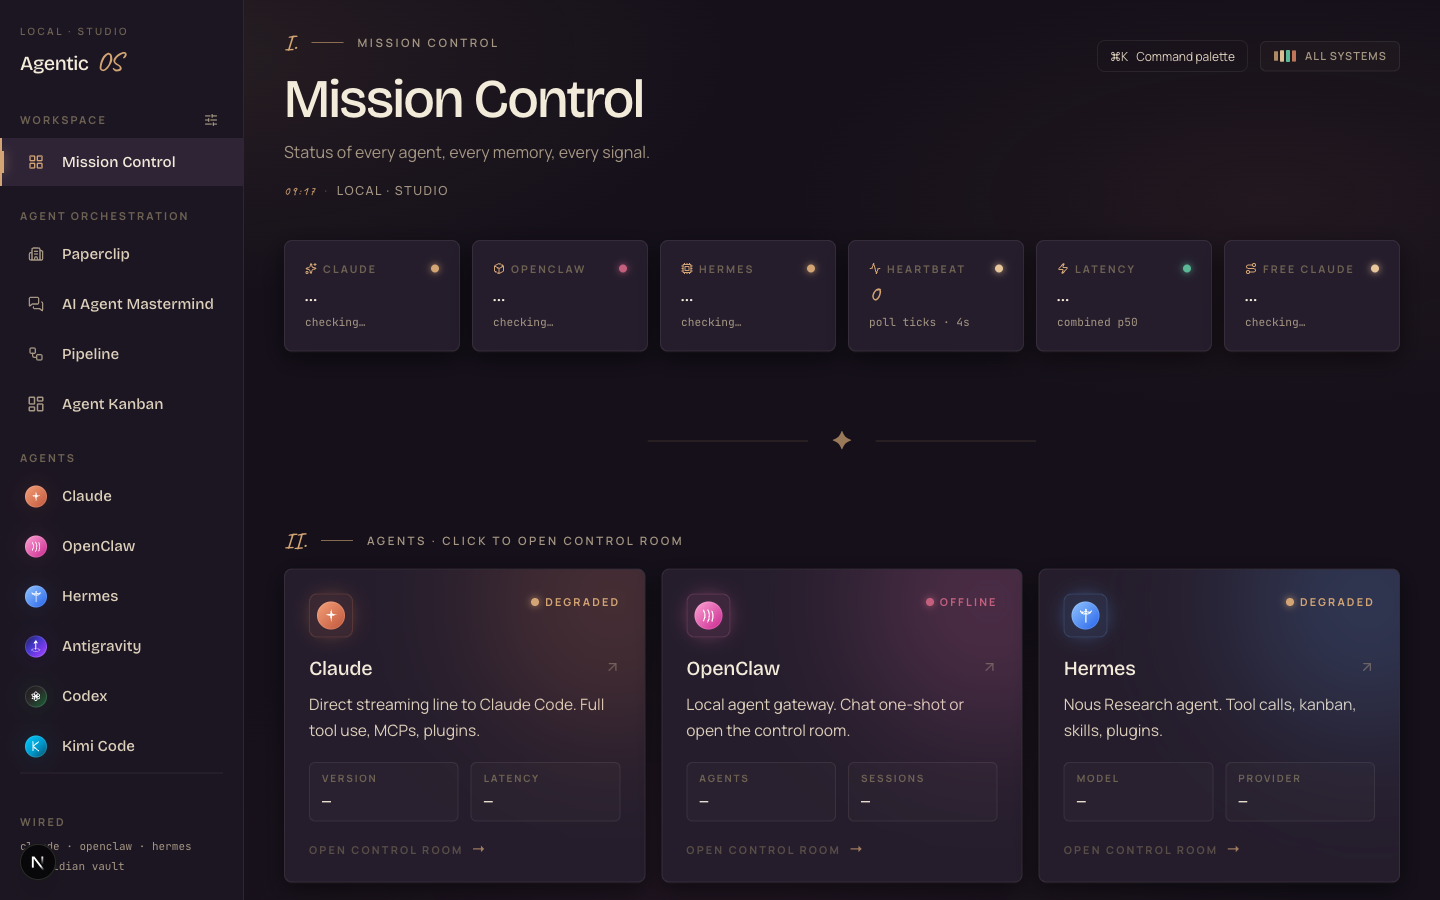 LOCAL · STUDIO
Agentic OS
WORKSPACE
Mission Control
AGENT ORCHESTRATION
Paperclip
AI Agent Mastermind
Pipeline
Agent Kanban
AGENTS
Claude
OpenClaw
Hermes
Antigravity
Codex
Kimi Code
WIRED
· openclaw · hermes
vault
N
I. MISSION CONTROL
Mission Control
Status of every agent, every memory, every signal.
09:17 · LOCAL · STUDIO
⌘K Command palette
ALL SYSTEMS
CLAUDE
…
checking…
OPENCLAW
…
checking…
HERMES
…
checking…
HEARTBEAT
0
poll ticks · 4s
LATENCY
…
combined p50
FREE CLAUDE
…
checking…
II. AGENTS · CLICK TO OPEN CONTROL ROOM
DEGRADED
Claude
Direct streaming line to Claude Code. Full
tool use, MCPs, plugins.
VERSION
–
LATENCY
–
OPEN CONTROL ROOM →
OFFLINE
OpenClaw
Local agent gateway. Chat one-shot or
open the control room.
AGENTS
–
SESSIONS
–
OPEN CONTROL ROOM →
DEGRADED
Hermes
Nous Research agent. Tool calls, kanban,
skills, plugins.
MODEL
–
PROVIDER
–
OPEN CONTROL ROOM →